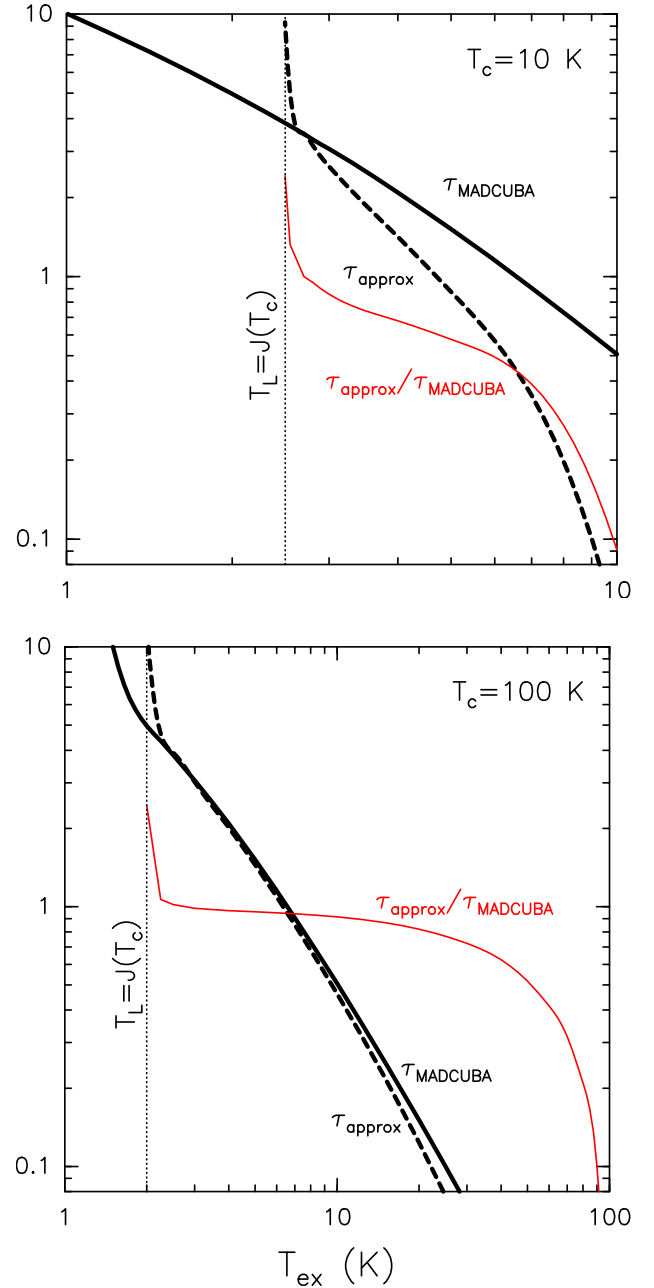 10
T_c=10 K
τ_MADCUBA
1
τ_approx
T_L=J(T_c)
τ_approx/τ_MADCUBA
0.1
1
10
10
T_c=100 K
τ_approx/τ_MADCUBA
1
T_L=J(T_c)
τ_MADCUBA
τ_approx
0.1
1
10
100
T_ex (K)